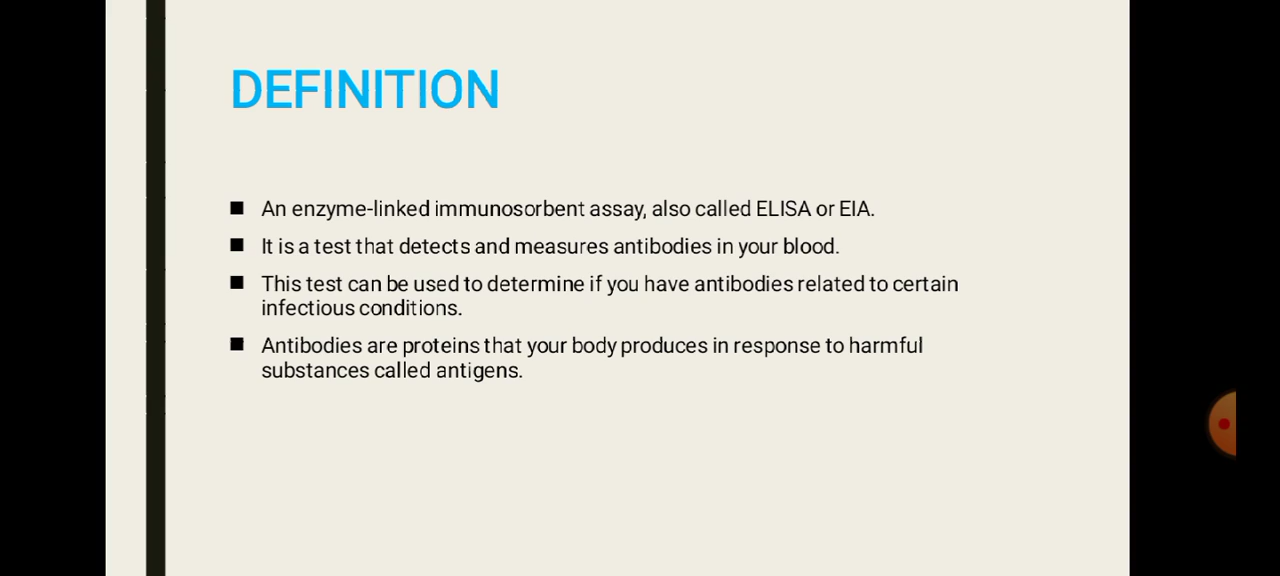 DEFINITION
An enzyme-linked immunosorbent assay, also called ELISA or EIA.
It is a test that detects and measures antibodies in your blood.
This test can be used to determine if you have antibodies related to certain
infectious conditions.
Antibodies are proteins that your body produces in response to harmful
substances called antigens.